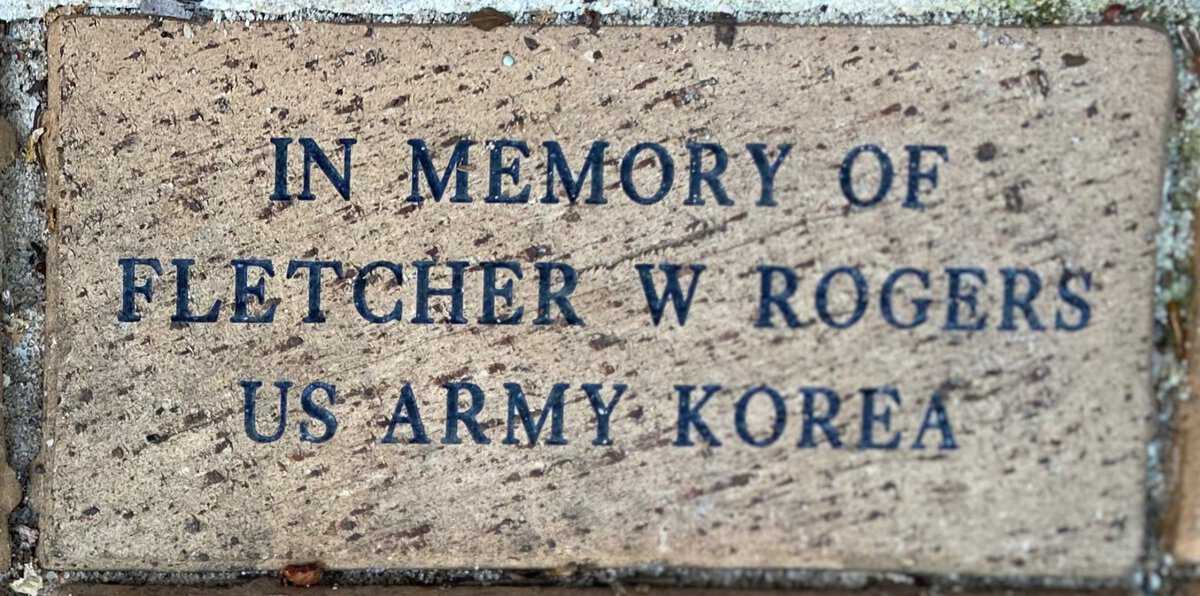 IN MEMORY OF
FLETCHER W ROGERS
US ARMY KOREA